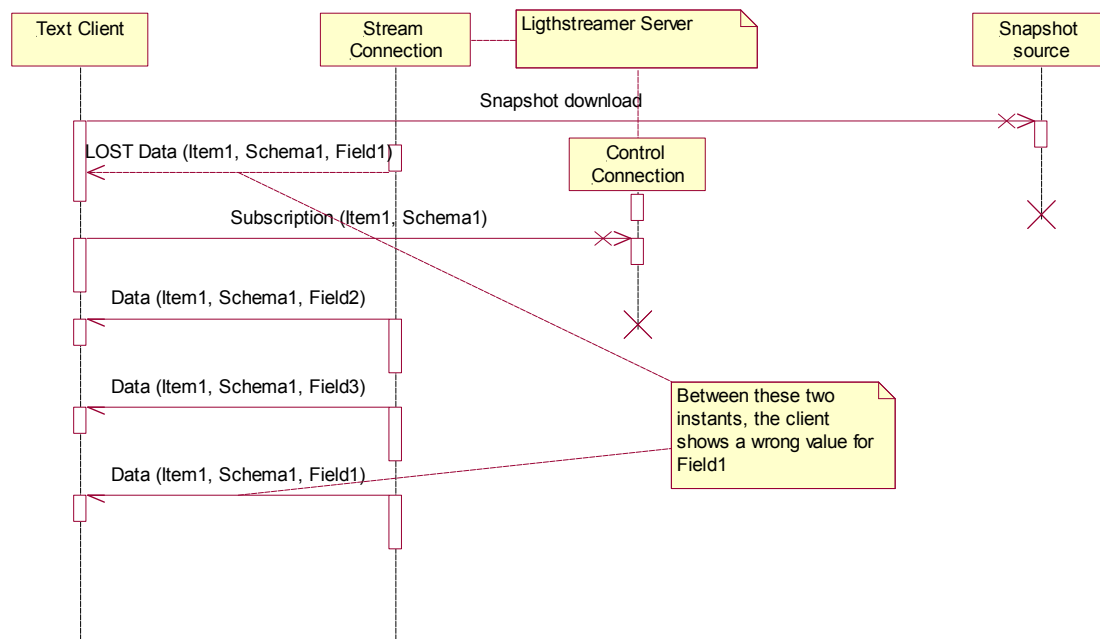 Text Client
Stream
Connection
Ligthstreamer Server
Snapshot
source
Snapshot download
LOST Data (Item1, Schema1, Field1)
Control
Connection
Subscription (Item1, Schema1)
Data (Item1, Schema1, Field2)
Data (Item1, Schema1, Field3)
Between these two
instants, the client
shows a wrong value for
Field1
Data (Item1, Schema1, Field1)